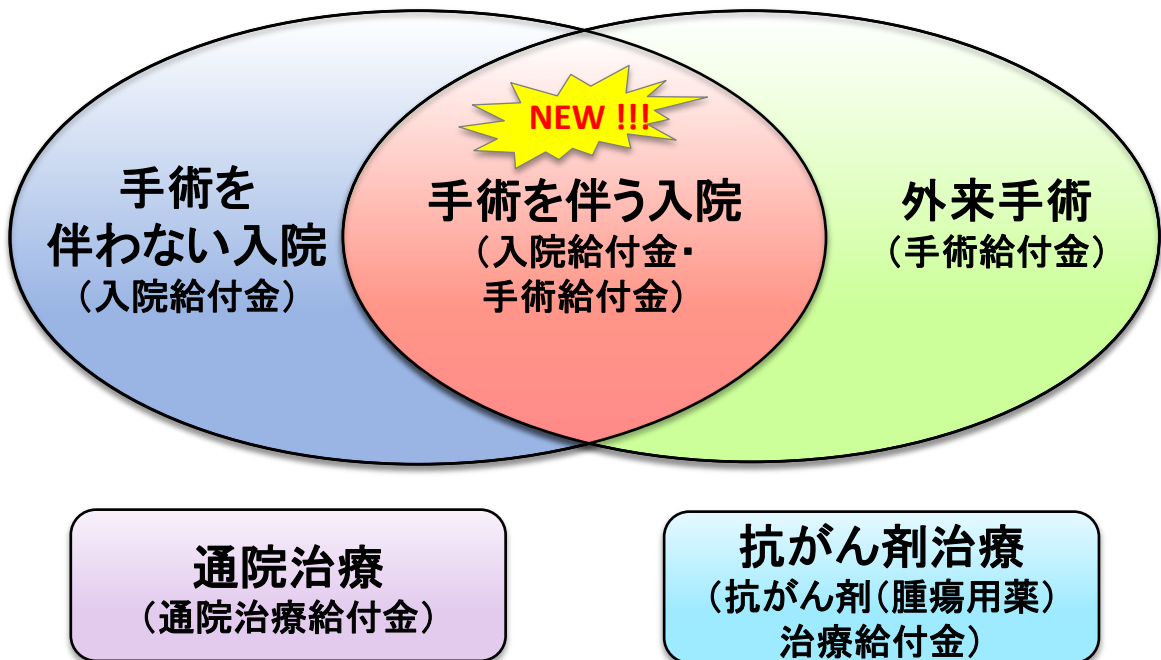 NEW !!!
手術を
伴わない入院
（入院給付金）
手術を伴う入院
（入院給付金・
手術給付金）
外来手術
（手術給付金）
通院治療
（通院治療給付金）
抗がん剤治療
（抗がん剤（腫瘍用薬）
治療給付金）